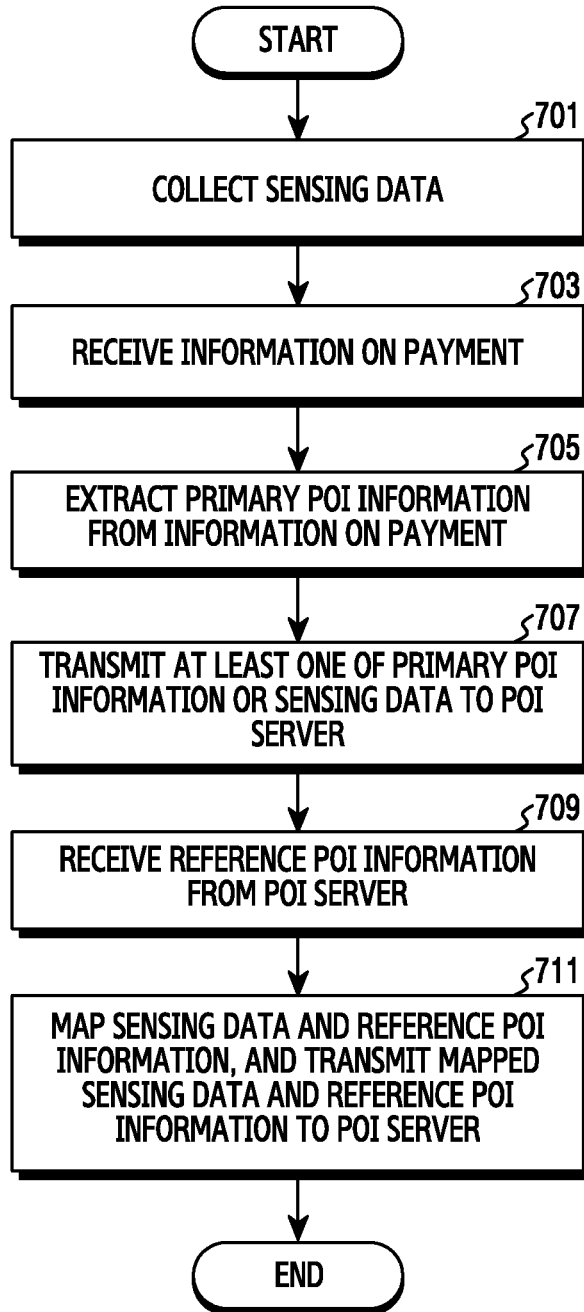 START
701
COLLECT SENSING DATA
703
RECEIVE INFORMATION ON PAYMENT
705
EXTRACT PRIMARY POI INFORMATION
FROM INFORMATION ON PAYMENT
707
TRANSMIT AT LEAST ONE OF PRIMARY POI
INFORMATION OR SENSING DATA TO POI
SERVER
709
RECEIVE REFERENCE POI INFORMATION
FROM POI SERVER
711
MAP SENSING DATA AND REFERENCE POI
INFORMATION, AND TRANSMIT MAPPED
SENSING DATA AND REFERENCE POI
INFORMATION TO POI SERVER
END